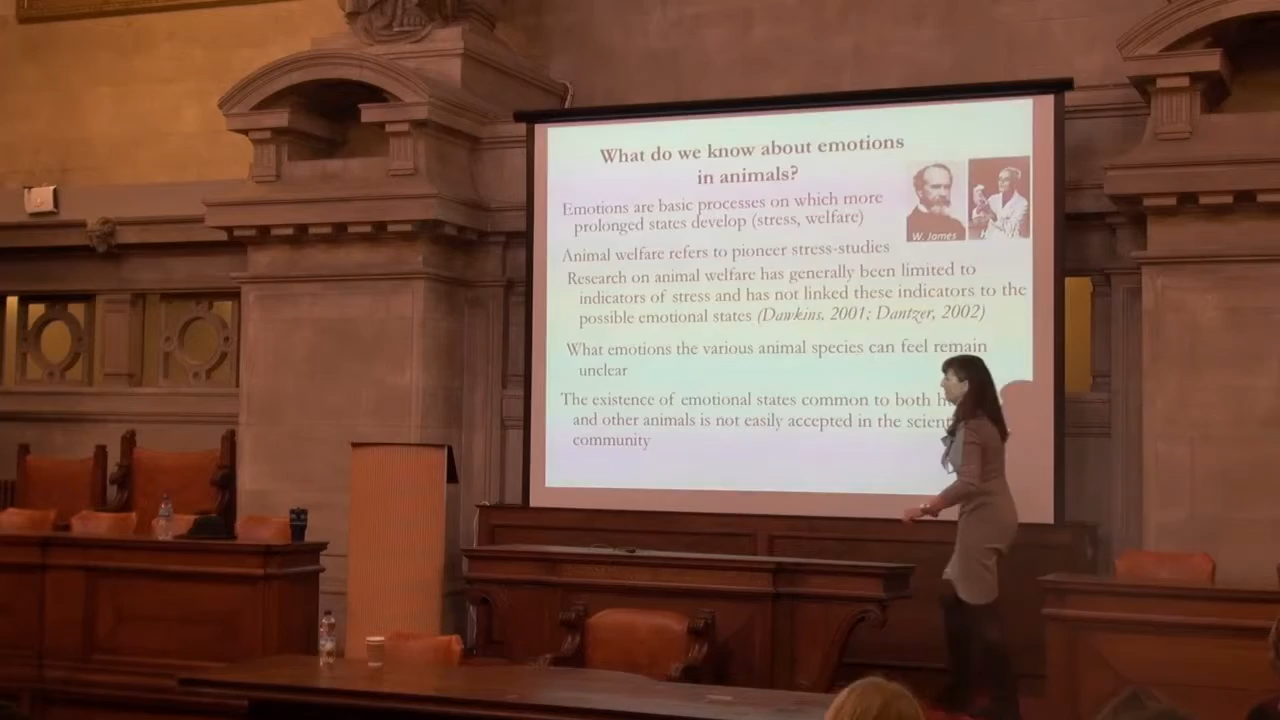 What do we know about emotions
in animals?
Emotions are basic processes on which more
prolonged states develop (stress, welfare)
W. James
Animal welfare refers to pioneer stress-studies
Research on animal welfare has generally been limited to
indicators of stress and has not linked these indicators to the
possible emotional states (Dawkins, 2001; Dantzer, 2002)
What emotions the various animal species can feel remain
unclear
The existence of emotional states common to both
and other animals is not easily accepted in the
community